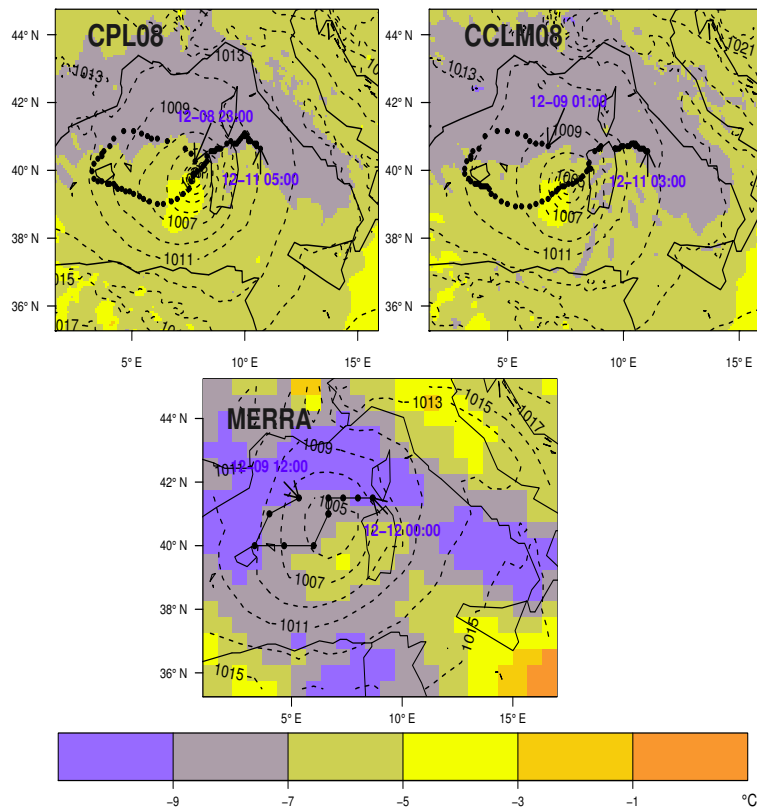 CPL08
CCLM08
1013
1013
1013
1021
44° N
44° N
42° N
42° N
40° N
40° N
38° N
38° N
36° N
36° N
1009
1009
12−08 23:00
12−09 01:00
12−11 05:00
12−11 03:00
1007
1007
1011
1011
1015
1017
5° E
10° E
15° E
5° E
10° E
15° E
MERRA
44° N
42° N
40° N
38° N
36° N
1013
1015
1017
1009
1011
12−09 12:00
1005
12−12 00:00
1007
1011
1015
1015
5° E
10° E
15° E
−9
−7
−5
−3
−1
°C